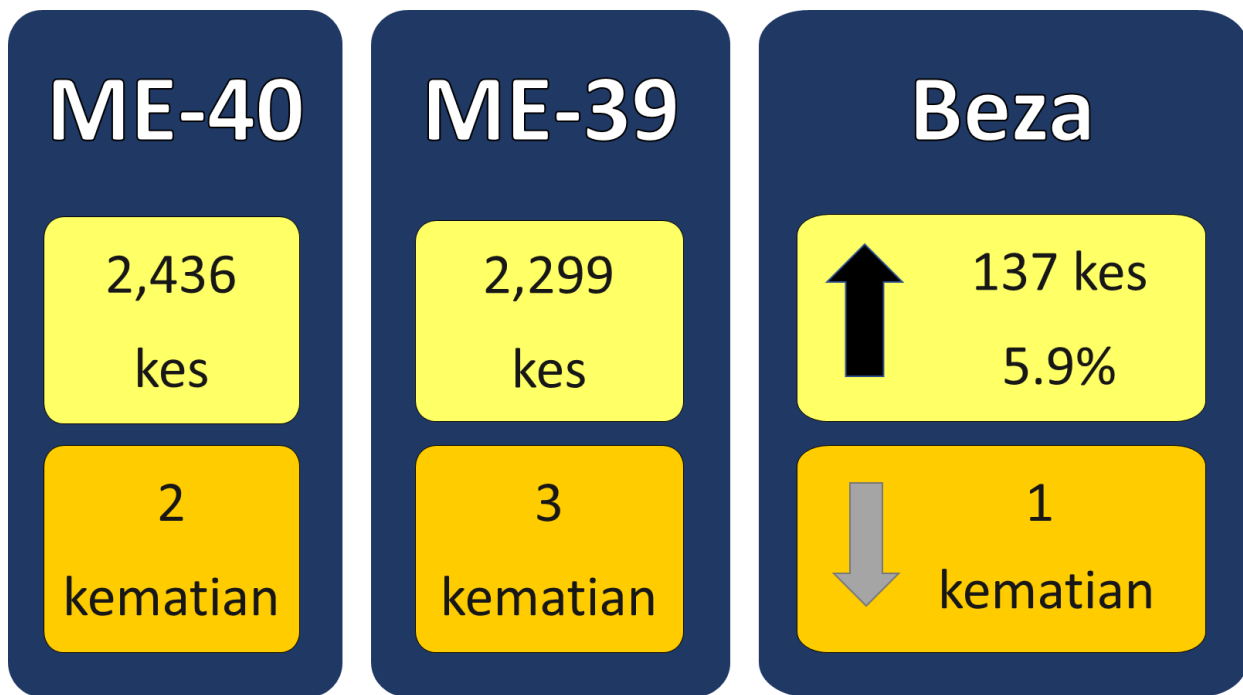 ME-40
2,436
kes
2
kematian
ME-39
2,299
kes
3
kematian
Beza
137 kes
5.9%
1
kematian